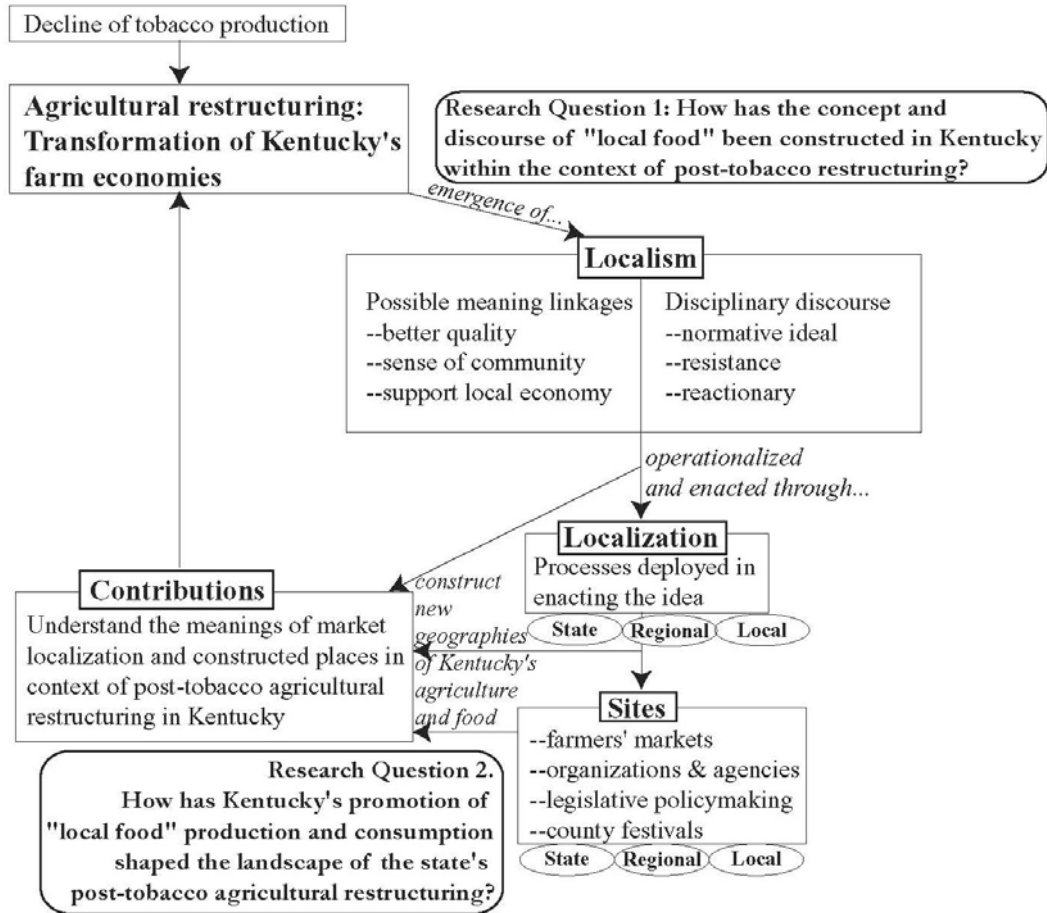 Decline of tobacco production
Agricultural restructuring:
Transformation of Kentucky's
farm economies
Research Question 1: How has the concept and
discourse of "local food" been constructed in Kentucky
within the context of post-tobacco restructuring?
emergence of...
Localism
Possible meaning linkages
--better quality
--sense of community
--support local economy
Disciplinary discourse
--normative ideal
--resistance
--reactionary
operationalized
and enacted through...
Localization
Processes deployed in
enacting the idea
State Regional Local
construct
new
geographies
of Kentucky's
agriculture
and food
Contributions
Understand the meanings of market
localization and constructed places in
context of post-tobacco agricultural
restructuring in Kentucky
Sites
--farmers' markets
--organizations & agencies
--legislative policymaking
--county festivals
State Regional Local
Research Question 2.
How has Kentucky's promotion of
"local food" production and consumption
shaped the landscape of the state's
post-tobacco agricultural restructuring?